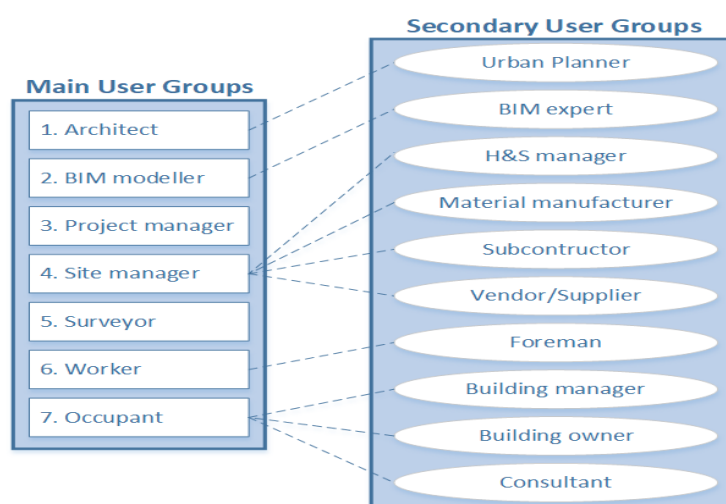 Secondary User Groups
Main User Groups
1. Architect
2. BIM modeller
3. Project manager
4. Site manager
5. Surveyor
6. Worker
7. Occupant
Urban Planner
BIM expert
H&S manager
Material manufacturer
Subcontructor
Vendor/Supplier
Foreman
Building manager
Building owner
Consultant